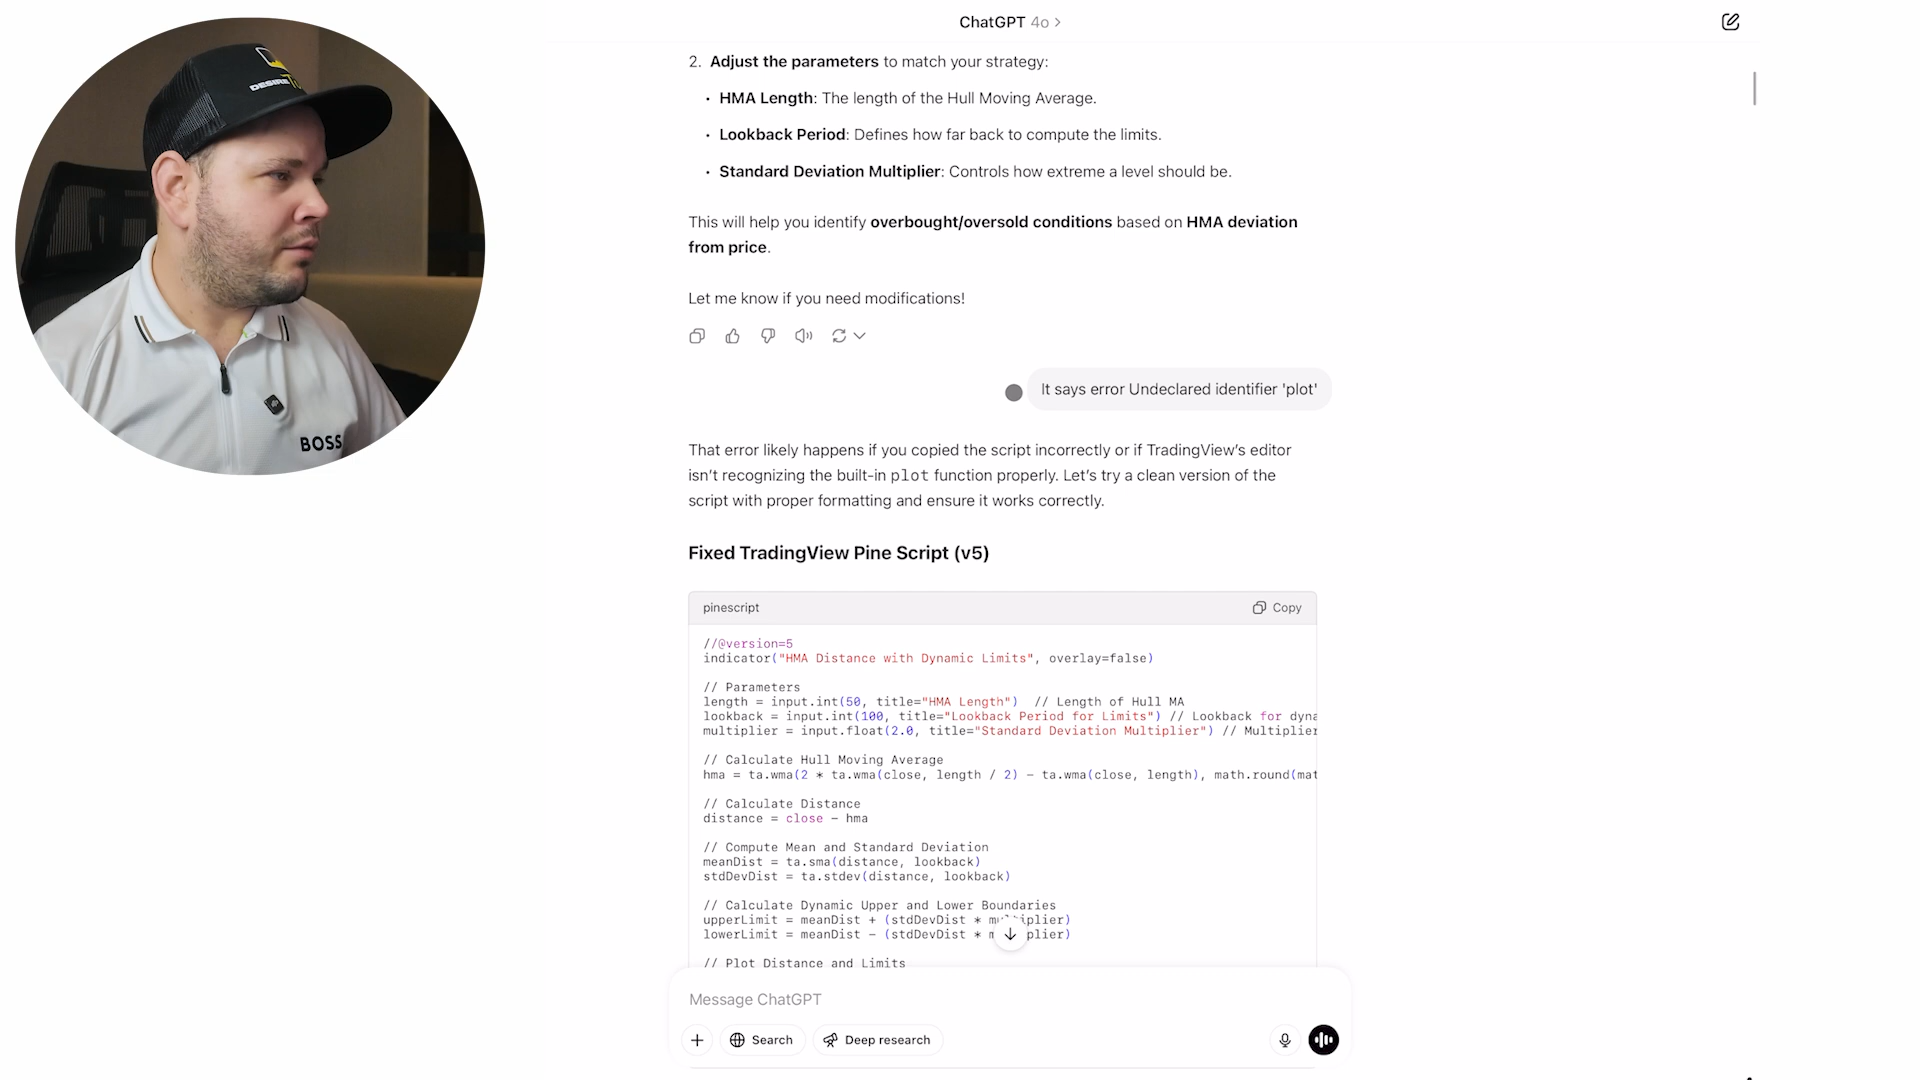 ChatGPT 4o >
2. Adjust the parameters to match your strategy:
• HMA Length: The length of the Hull Moving Average.
• Lookback Period: Defines how far back to compute the limits.
• Standard Deviation Multiplier: Controls how extreme a level should be.
This will help you identify overbought/oversold conditions based on HMA deviation
from price.
Let me know if you need modifications!
It says error Undeclared identifier 'plot'
That error likely happens if you copied the script incorrectly or if TradingView's editor
isn't recognizing the built-in plot function properly. Let's try a clean version of the
script with proper formatting and ensure it works correctly.
Fixed TradingView Pine Script (v5)
pinescript
Copy
//@version=5
indicator("HMA Distance with Dynamic Limits", overlay=false)
// Parameters
length = input.int(50, title="HMA Length") // Length of Hull MA
lookback = input.int(100, title="Lookback Period for Limits") // Lookback for dyna
multiplier = input.float(2.0, title="Standard Deviation Multiplier") // Multiplier
// Calculate Hull Moving Average
hma = ta.wma(2 * ta.wma(close, length / 2) - ta.wma(close, length), math.round(mat
// Calculate Distance
distance = close - hma
// Compute Mean and Standard Deviation
meanDist = ta.sma(distance, lookback)
stdDevDist = ta.stdev(distance, lookback)
// Calculate Dynamic Upper and Lower Boundaries
upperLimit = meanDist + (stdDevDist * multiplier)
lowerLimit = meanDist - (stdDevDist * m plier)
// Plot Distance and Limits
Message ChatGPT
Search
Deep research
DESIRE
BOSS